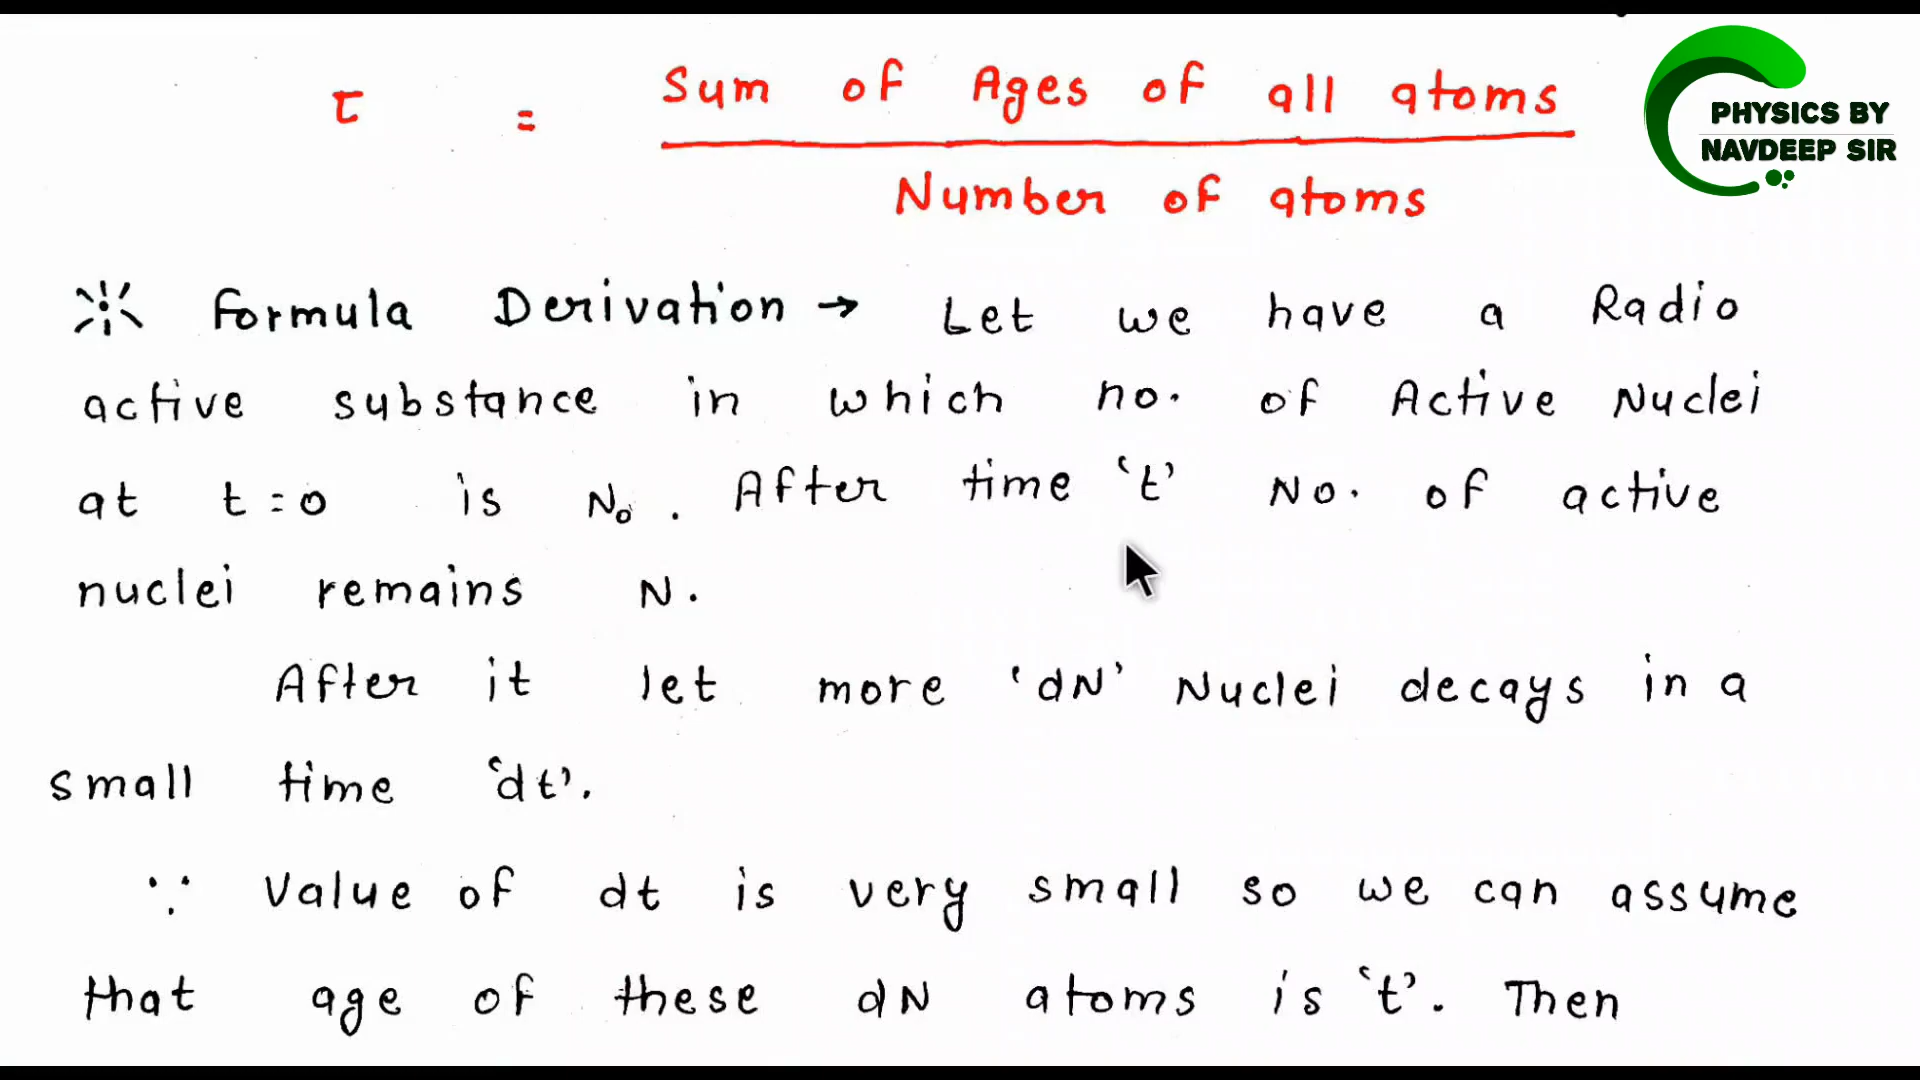 τ = Sum of Ages of all atoms
Number of atoms
PHYSICS BY
NAVDEEP SIR
Formula Derivation → Let we have a Radio
active substance in which no. of Active Nuclei
at t=0 is N₀. After time 't' No. of active
nuclei remains N.
After it let more 'dN' Nuclei decays in a
small time 'dt'.
∵ Value of dt is very small so we can assume
that age of these dN atoms is 't'. Then